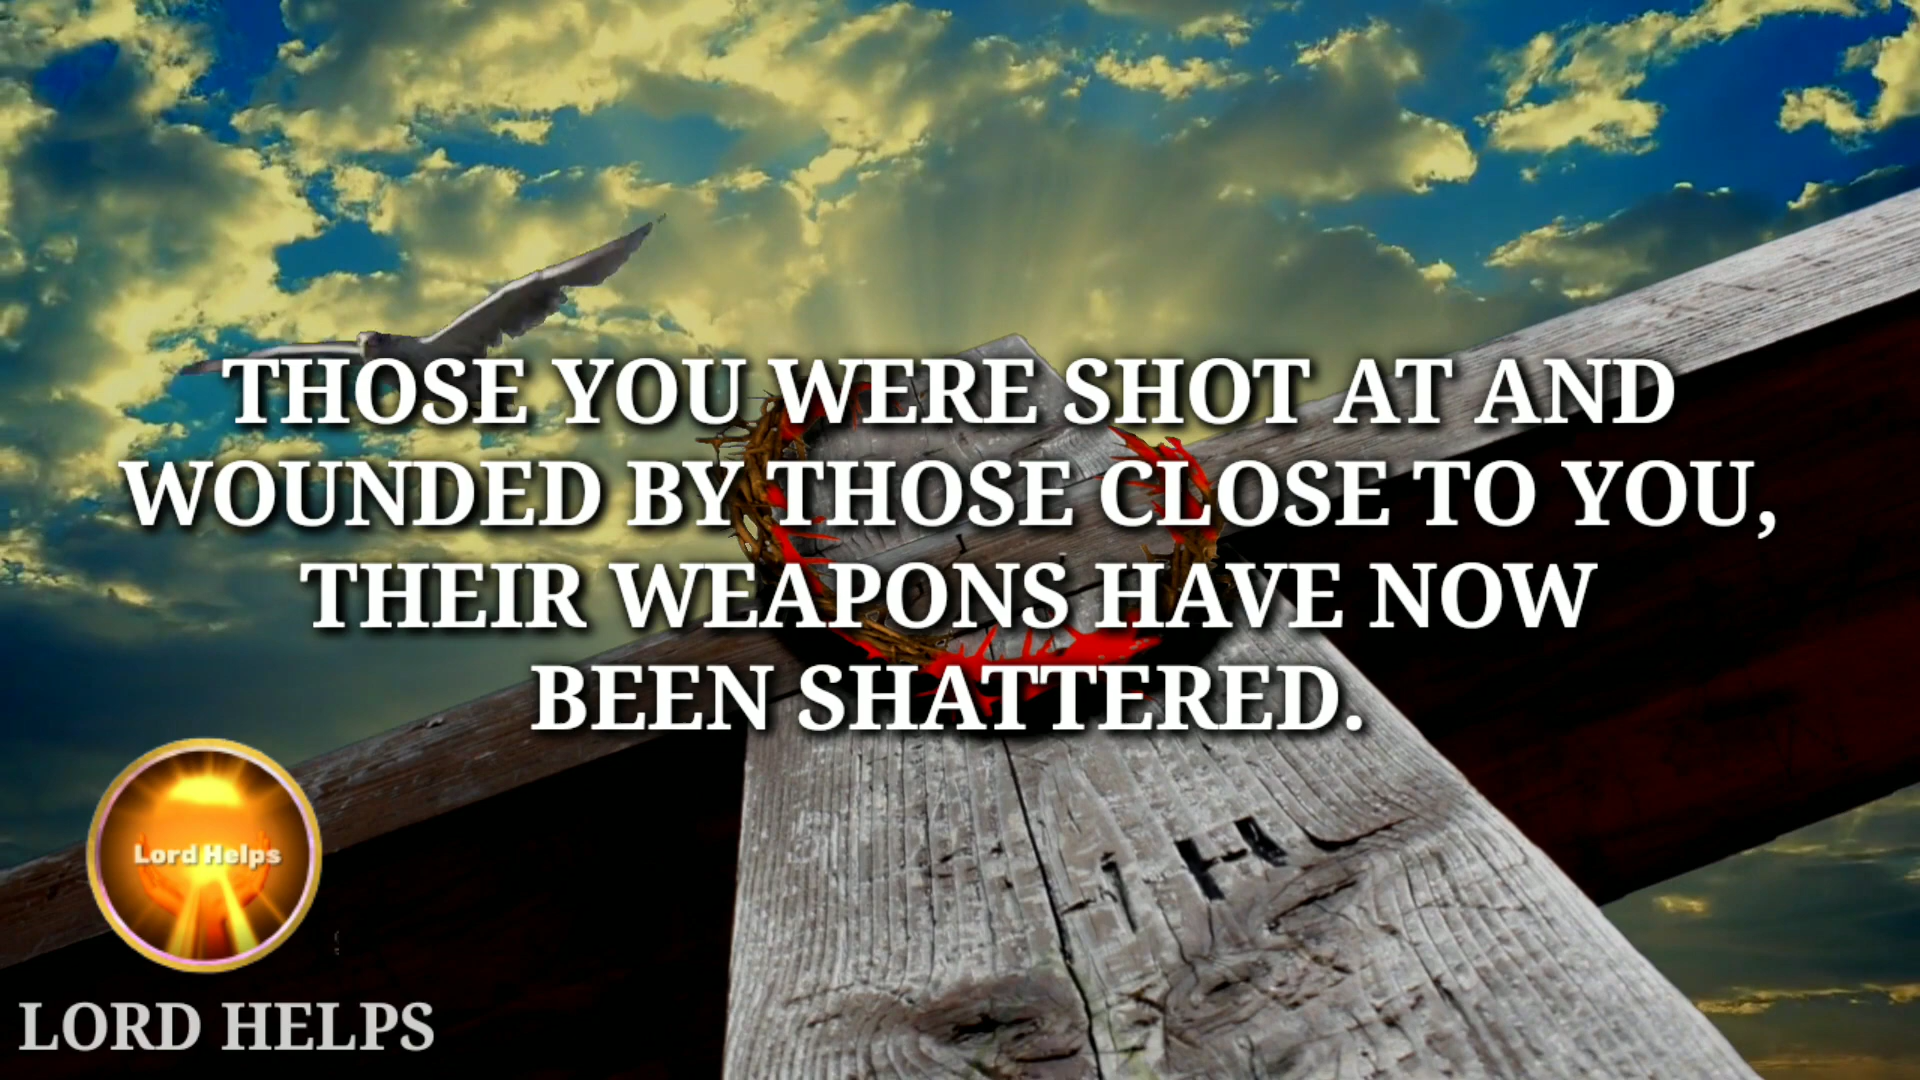 THOSE YOU WERE SHOT AT AND
WOUNDED BY THOSE CLOSE TO YOU,
THEIR WEAPONS HAVE NOW
BEEN SHATTERED.
Lord Helps
LORD HELPS